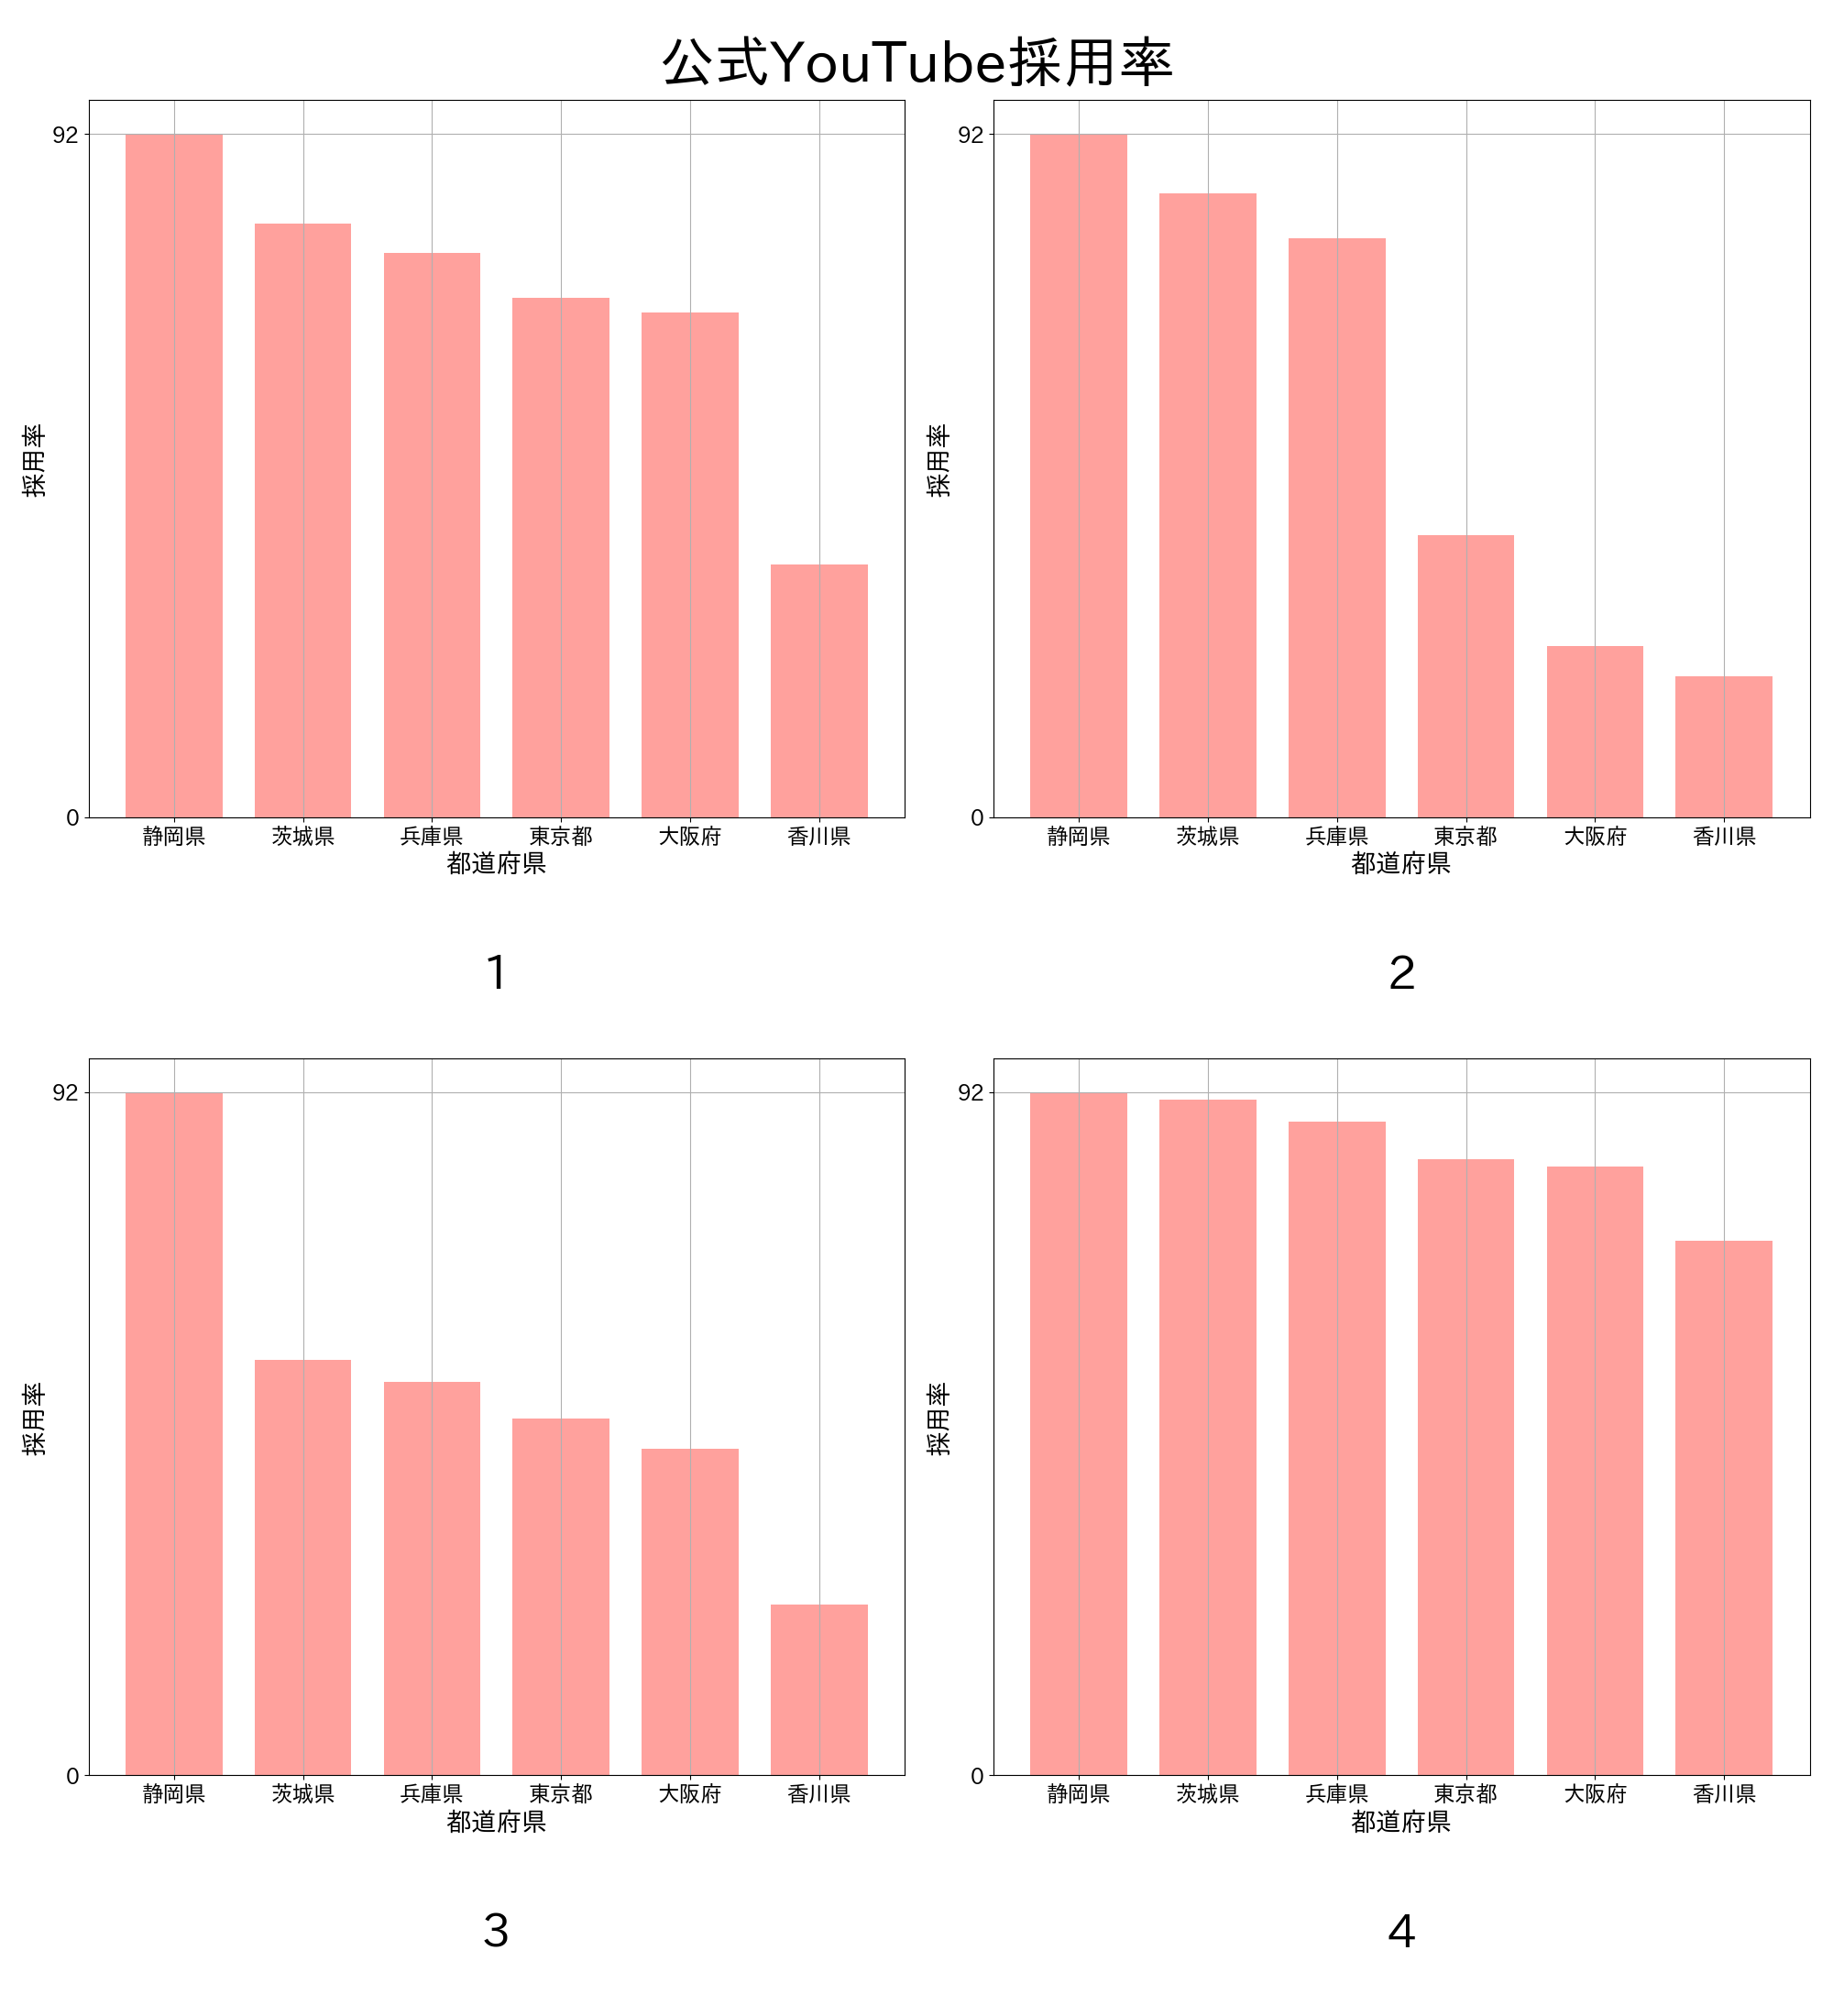 公式YouTube採用率
92
採用率
0
静岡県 茨城県 兵庫県 東京都 大阪府 香川県
都道府県
1
92
採用率
0
静岡県 茨城県 兵庫県 東京都 大阪府 香川県
都道府県
2
92
採用率
0
静岡県 茨城県 兵庫県 東京都 大阪府 香川県
都道府県
3
92
採用率
0
静岡県 茨城県 兵庫県 東京都 大阪府 香川県
都道府県
4